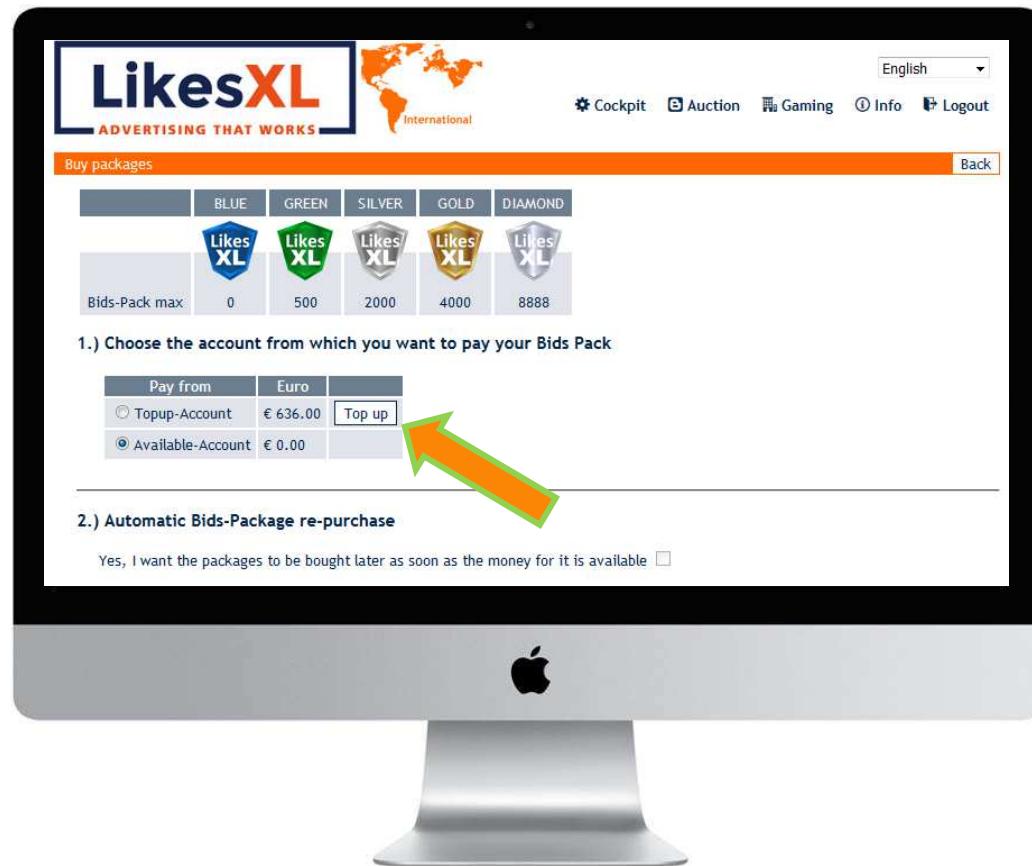 LikesXL
ADVERTISING THAT WORKS
International
English
Cockpit Auction Gaming Info Logout
Buy packages Back
BLUE GREEN SILVER GOLD DIAMOND
Likes XL Likes XL Likes XL Likes XL Likes XL
Bids-Pack max 0 500 2000 4000 8888
1.) Choose the account from which you want to pay your Bids Pack
Pay from Euro
Topup-Account € 636.00 Top up
Available-Account € 0.00
2.) Automatic Bids-Package re-purchase
Yes, I want the packages to be bought later as soon as the money for it is available